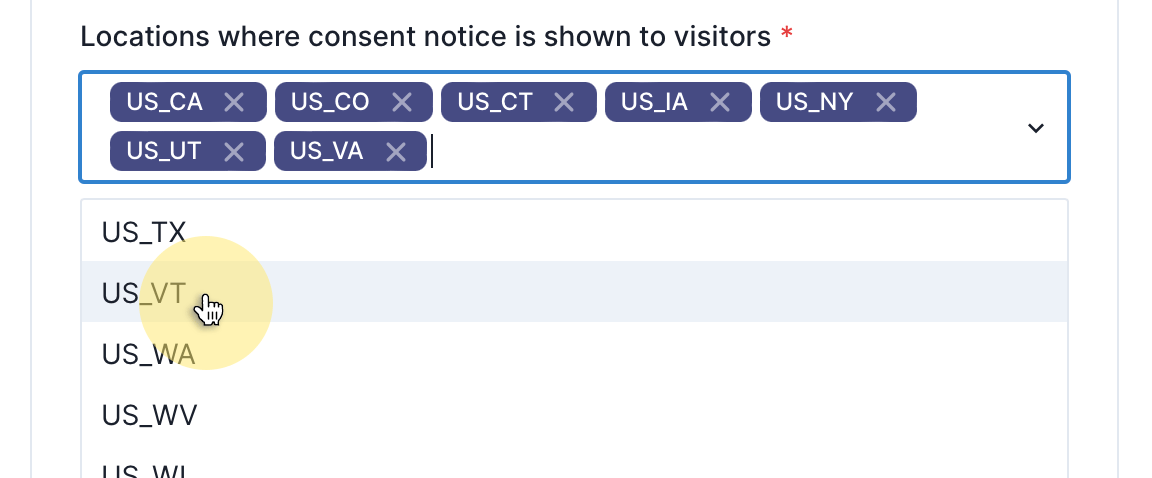 Locations where consent notice is shown to visitors *
US_CA US_CO US_CT US_IA US_NY
US_UT US_VA
US_TX
US_VT
US_WA
US_WV
US_WI